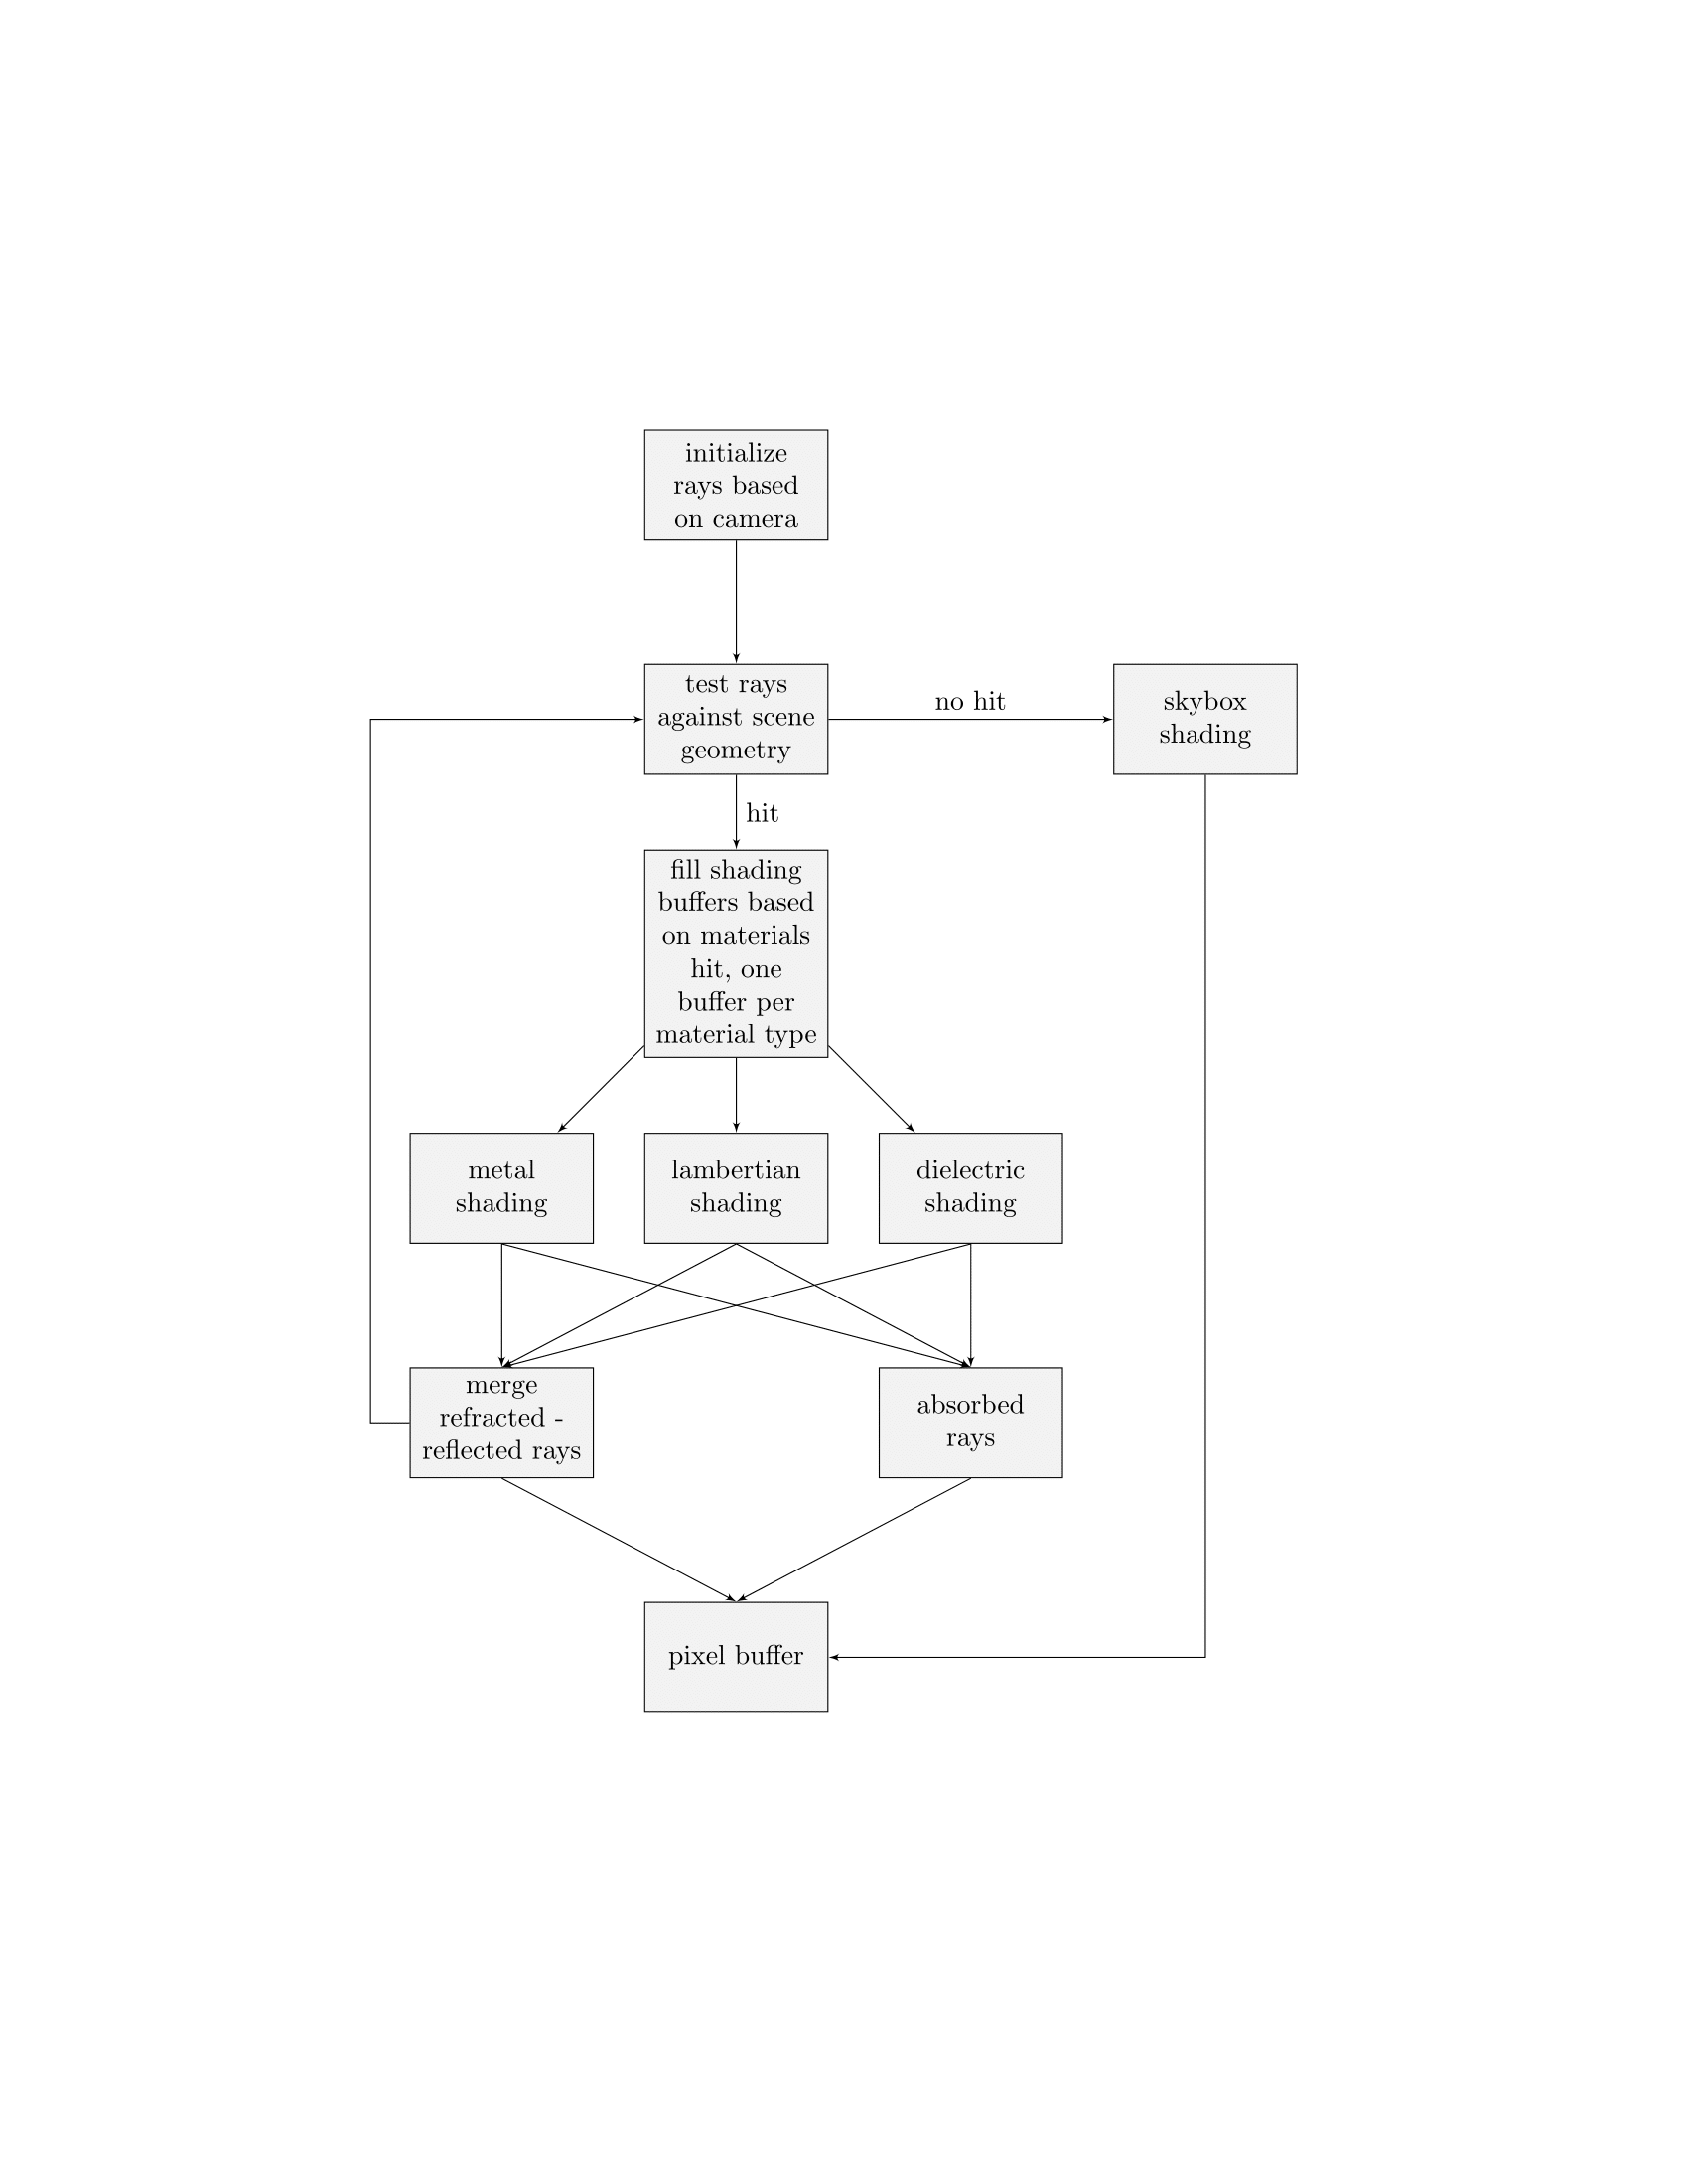 initialize
rays based
on camera
test rays
against scene
geometry
no hit
skybox
shading
hit
fill shading
buffers based
on materials
hit, one
buffer per
material type
metal
shading
lambertian
shading
dielectric
shading
merge
refracted -
reflected rays
absorbed
rays
pixel buffer